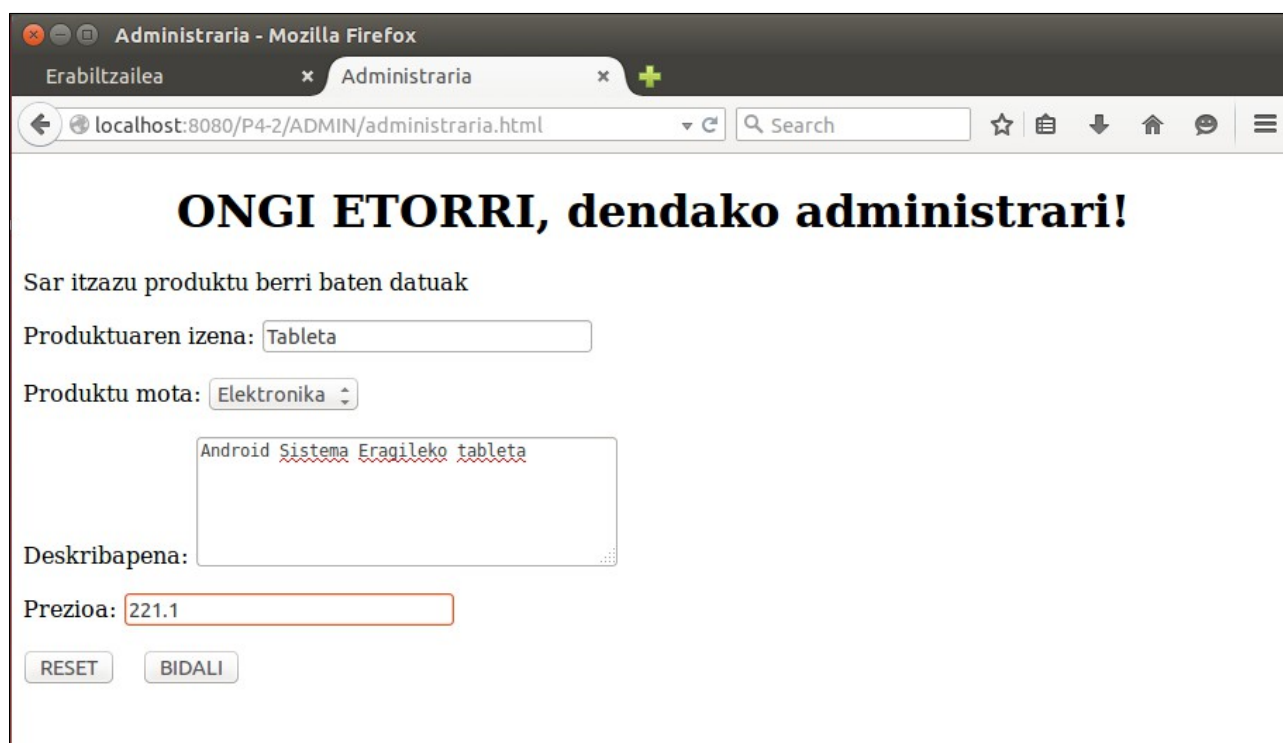 Administraria - Mozilla Firefox
Erabiltzailea Administraria
localhost:8080/P4-2/ADMIN/administraria.html Search
ONGI ETORRI, dendako administrari!
Sar itzazu produktu berri baten datuak
Produktuaren izena: Tableta
Produktu mota: Elektronika
Android Sistema Eragileko tableta
Deskribapena:
Prezioa: 221.1
RESET BIDALI